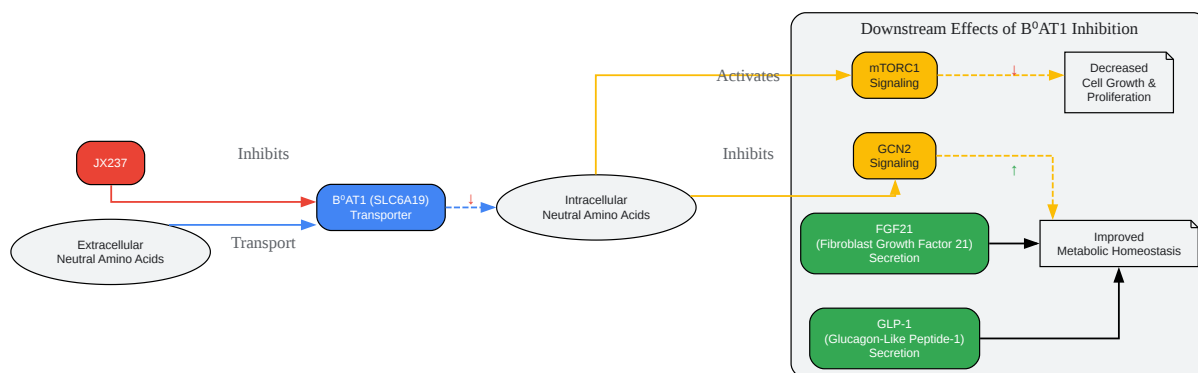 Downstream Effects of B⁰AT1 Inhibition
Activates
mTORC1
Signaling
↓
Decreased
Cell Growth &
Proliferation
JX237
Inhibits
Inhibits
GCN2
Signaling
↑
B⁰AT1 (SLC6A19)
Transporter
↓
Intracellular
Neutral Amino Acids
Extracellular
Neutral Amino Acids
Transport
FGF21
(Fibroblast Growth Factor 21)
Secretion
Improved
Metabolic Homeostasis
GLP-1
(Glucagon-Like Peptide-1)
Secretion